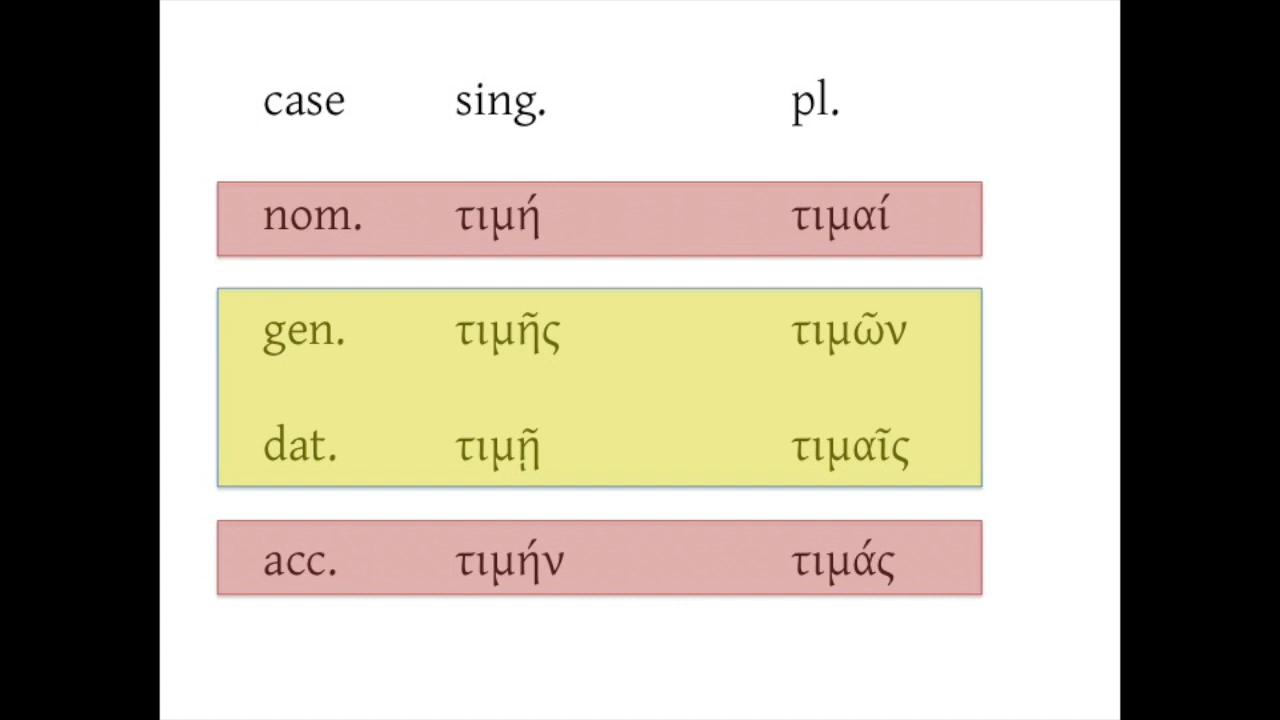 case sing. pl.
nom. τιμή τιμαί
gen. τιμῆς τιμῶν
dat. τιμῇ τιμαῖς
acc. τιμήν τιμάς